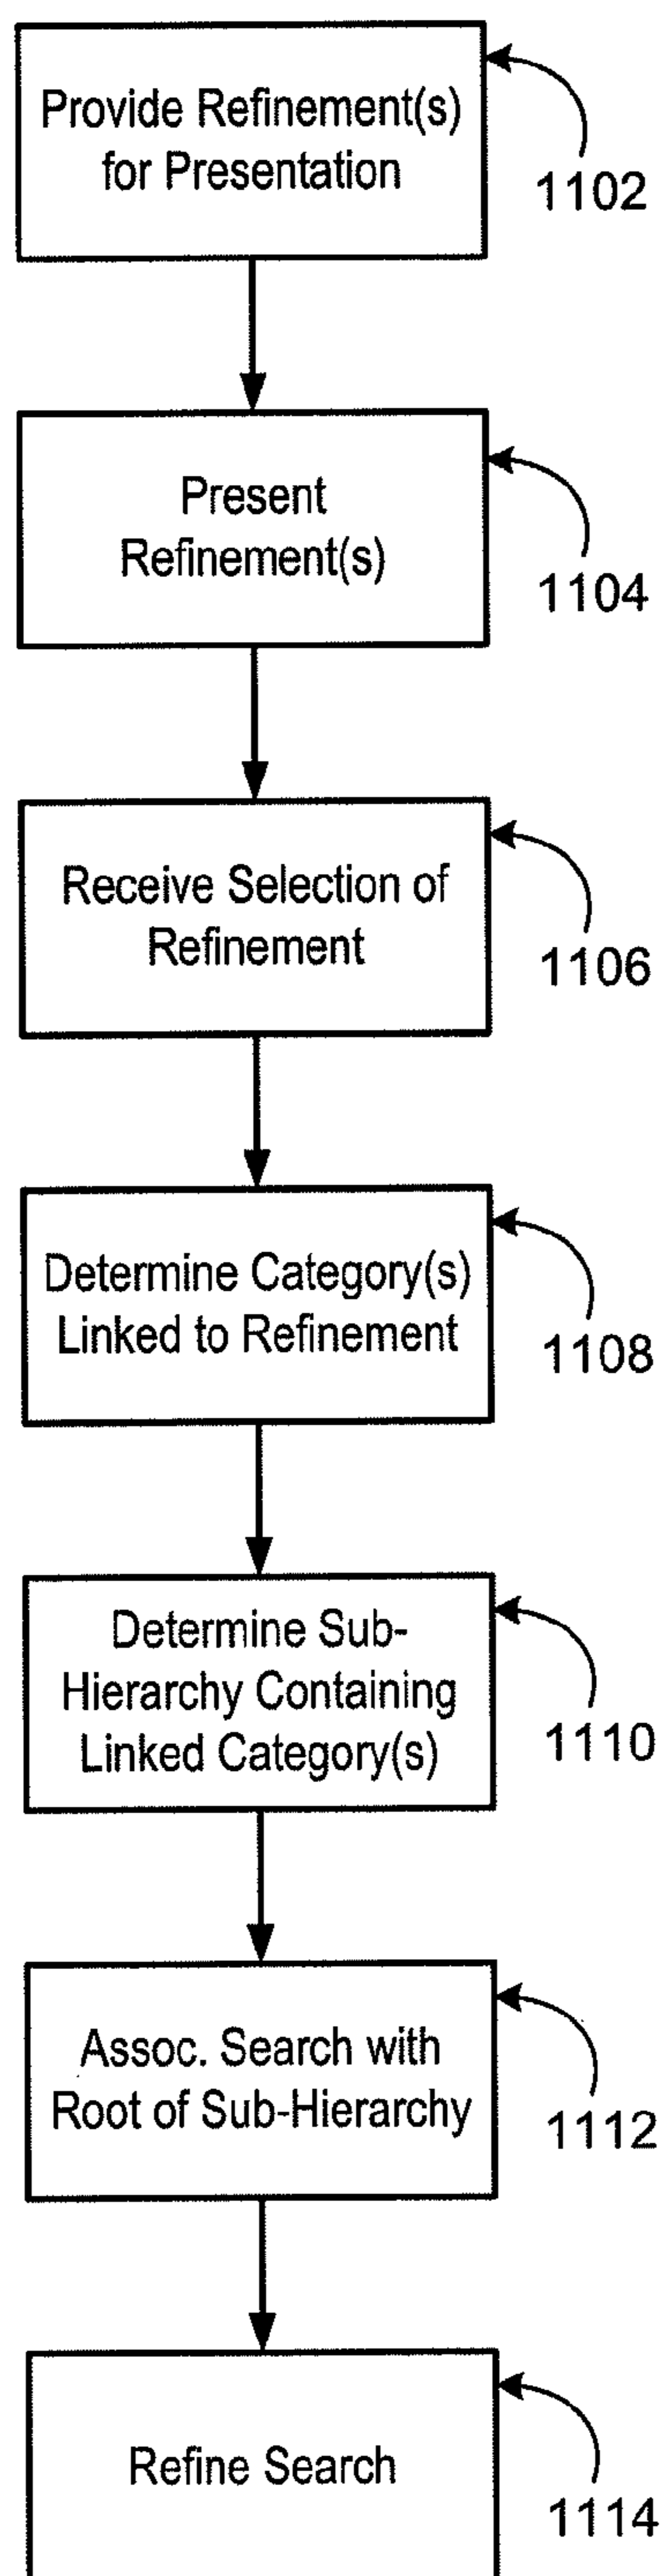 Provide Refinement(s)
for Presentation
1102
Present
Refinement(s)
1104
Receive Selection of
Refinement
1106
Determine Category(s)
Linked to Refinement
1108
Determine Sub-
Hierarchy Containing
Linked Category(s)
1110
Assoc. Search with
Root of Sub-Hierarchy
1112
Refine Search
1114